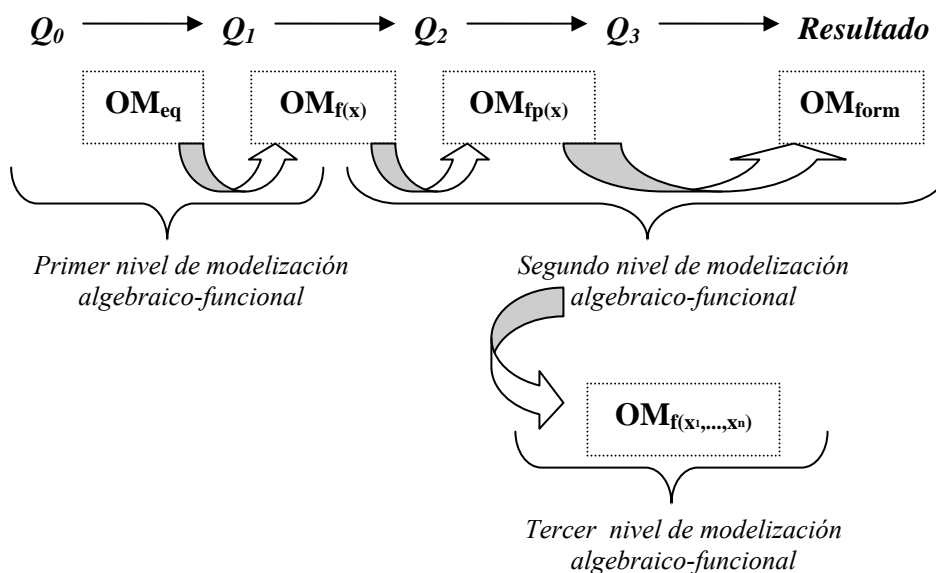 Q0 Q1 Q2 Q3 Resultado
OMeq OMf(x) OMfp(x) OMform
Primer nivel de modelización
algebraico-funcional
Segundo nivel de modelización
algebraico-funcional
OMf(x1,...,xn)
Tercer nivel de modelización
algebraico-funcional